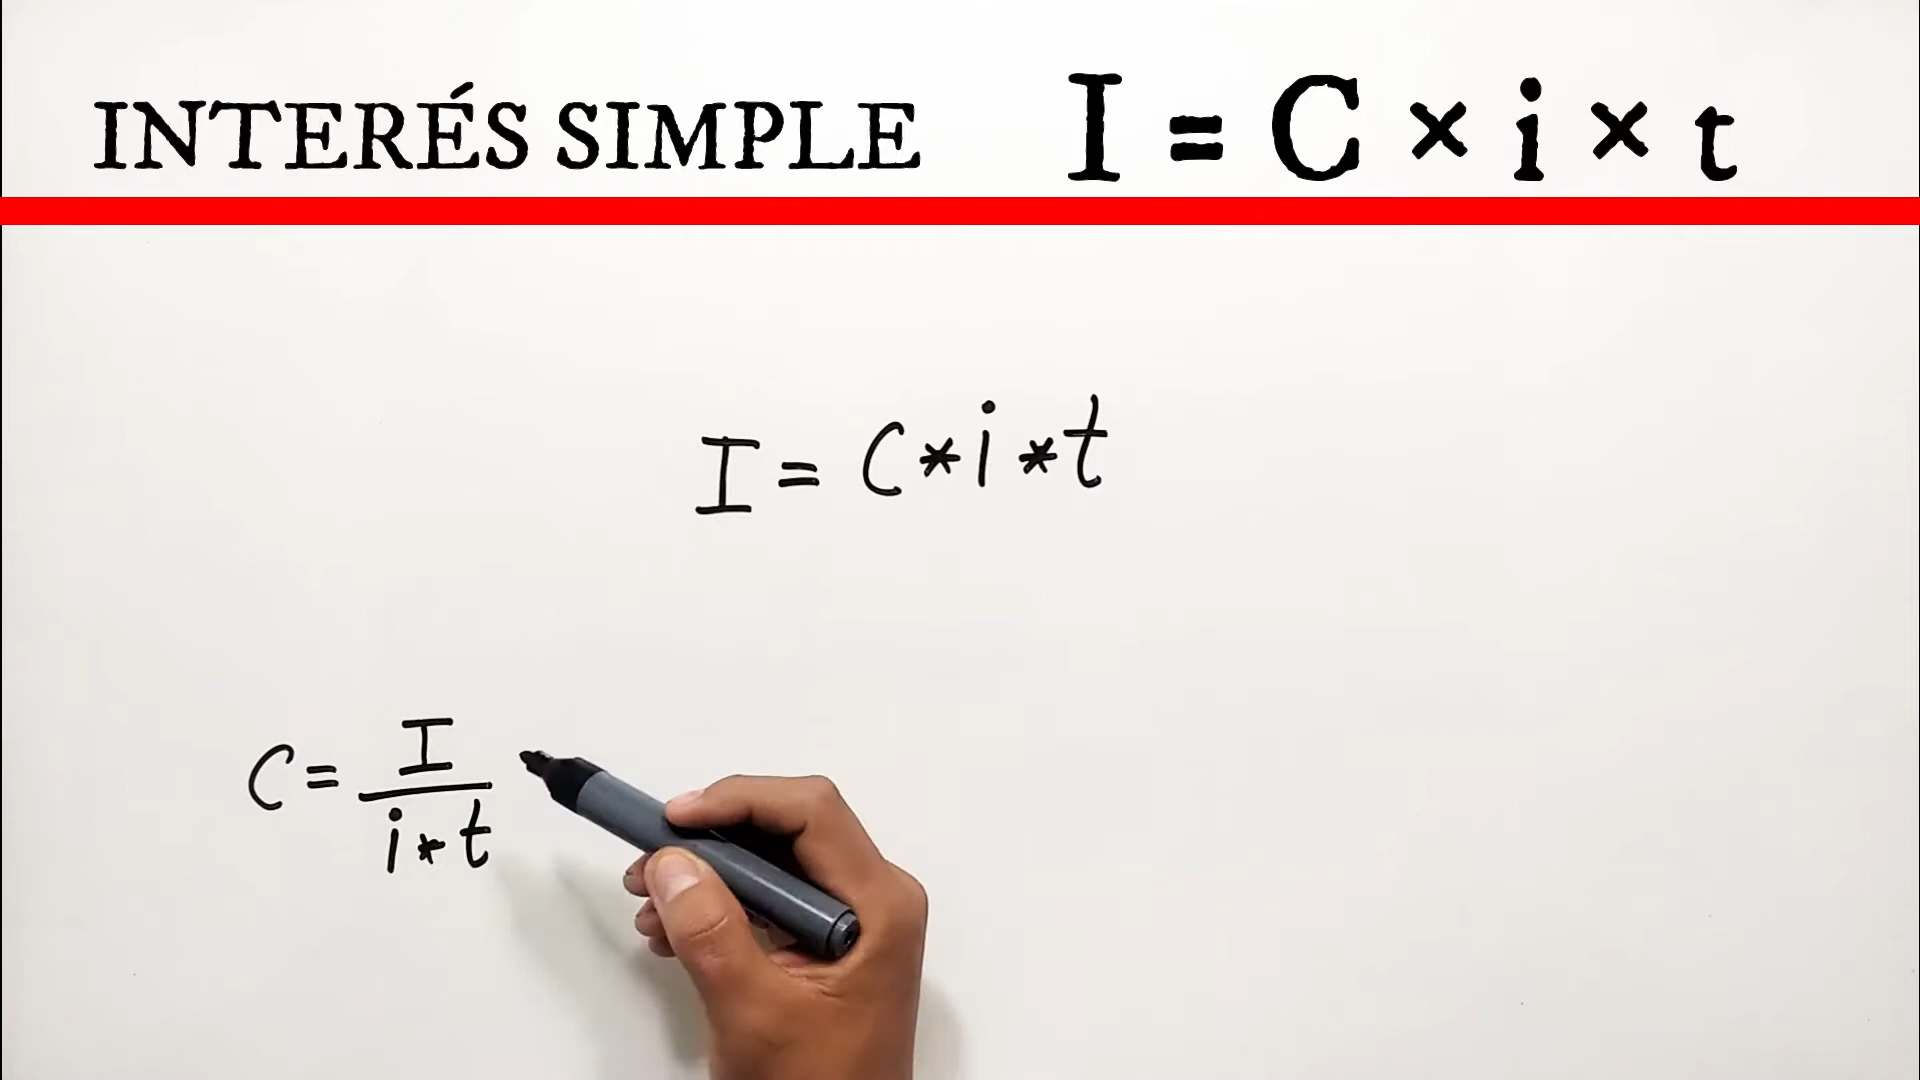 INTERÉS SIMPLE I = C × i × t
I = C * i * t
C = I / i * t